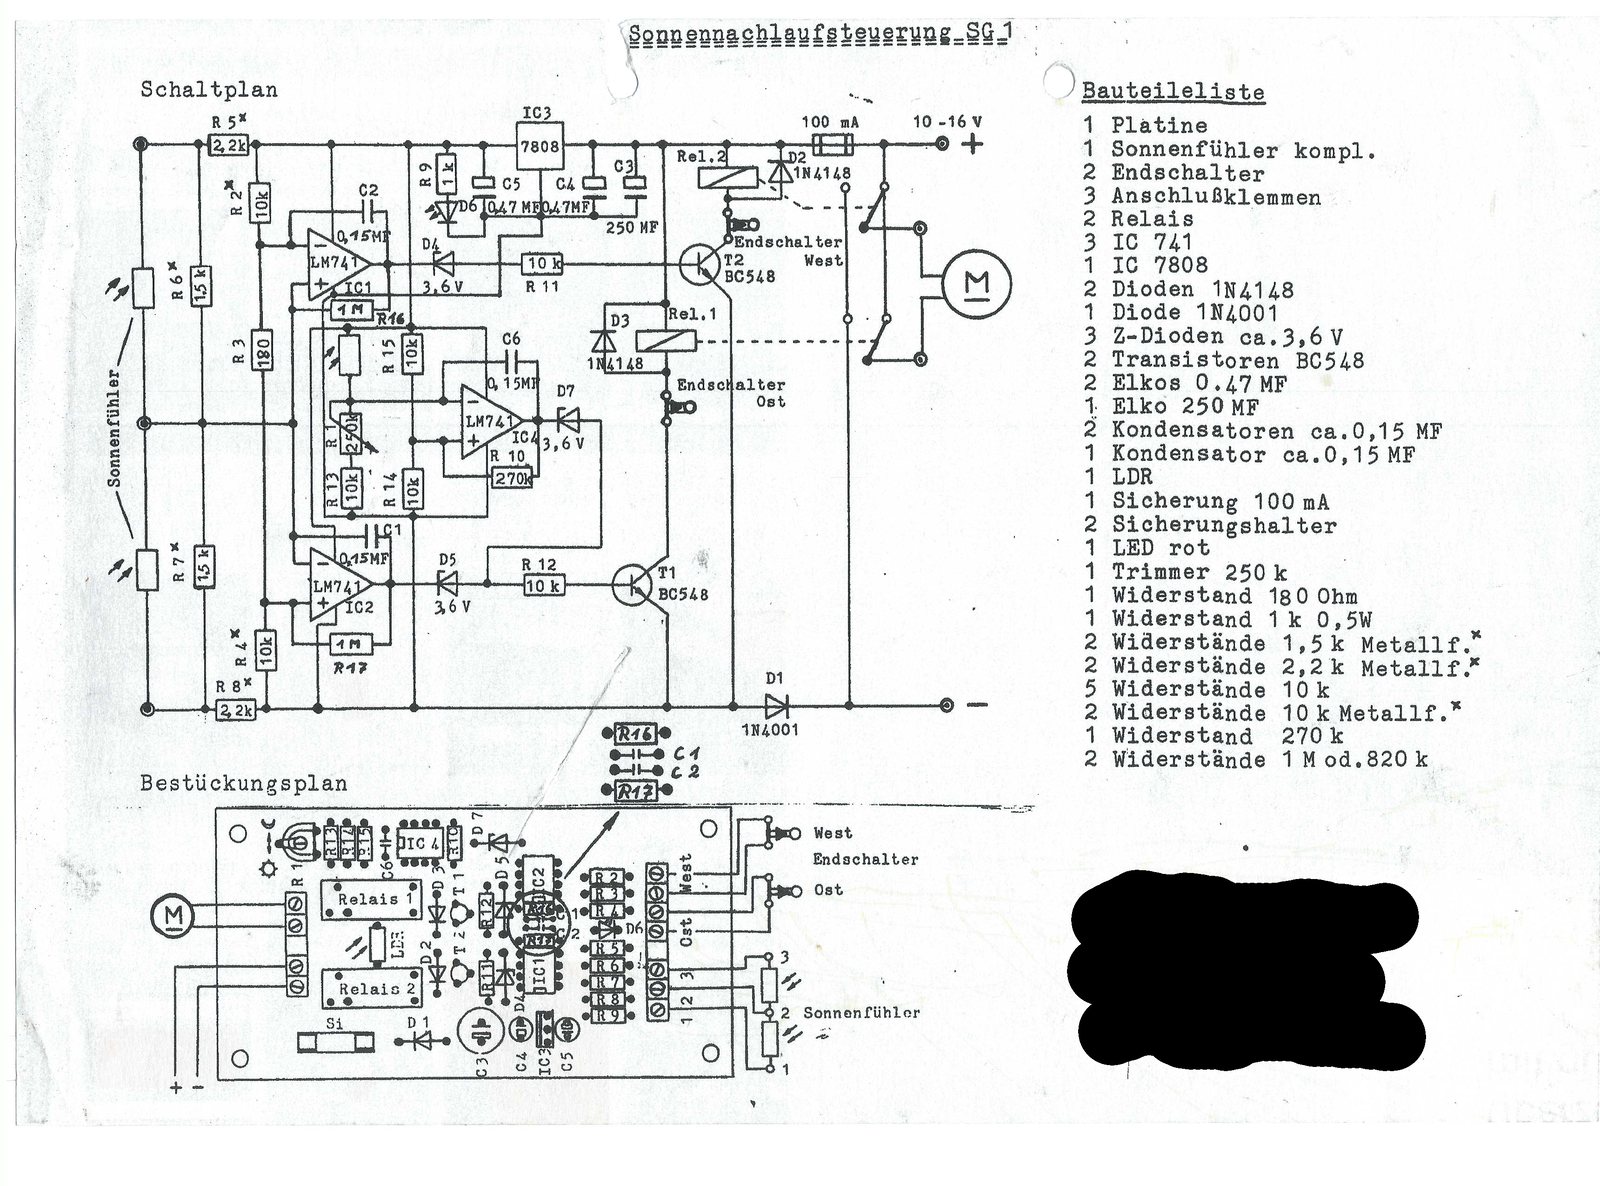 Sonnennachlaufsteuerung SG 1
Schaltplan
R 5x
2,2k
IC3
7808
100 mA
10 -16 V
+
R 2x
10k
C2
0,15MF
R 9
1k
D6
C5
0,47 MF
C4
0,47MF
C3
250 MF
Rel.2
D2
1N4148
Endschalter
West
R 6x
1,5 k
LM741
IC1
D4
3,6 V
10 k
R 11
T2
BC548
M
1 M
R16
R 3
180
R 15
10k
C6
0,15MF
D3
1N4148
Rel.1
Endschalter
Ost
Sonnenfühler
R 1
250k
LM741
IC4
D7
3,6 V
R 10
270k
R 13
10k
R 14
10k
R 7x
1,5 k
C1
0,15MF
LM741
IC2
D5
3,6 V
R 12
10 k
T1
BC548
R 4x
10k
1 M
R17
R 8x
2,2k
D1
1N4001
−
Bestückungsplan
R16
C 1
C 2
R17
R 1
R13
R14
R15
C6
IC 4
R10
D 7
D 5
IC2
Relais 1
D 3
T 1
R12
R16
R17
LDR
D 2
T 2
R11
D4
IC1
Relais 2
Si
D 1
C3
C4
IC3
C5
R 2
R 3
R 4
D6
R 5
R 6
R 7
R 8
R 9
West
Ost
3
2
1
M
+ −
West
Endschalter
Ost
3
2 Sonnenfühler
1
Bauteileliste
1 Platine
1 Sonnenfühler kompl.
2 Endschalter
3 Anschlußklemmen
2 Relais
3 IC 741
1 IC 7808
2 Dioden 1N4148
1 Diode 1N4001
3 Z-Dioden ca.3,6 V
2 Transistoren BC548
2 Elkos 0.47 MF
1 Elko 250 MF
2 Kondensatoren ca.0,15 MF
1 Kondensator ca.0,15 MF
1 LDR
1 Sicherung 100 mA
2 Sicherungshalter
1 LED rot
1 Trimmer 250 k
1 Widerstand 180 Ohm
1 Widerstand 1 k 0,5W
2 Widerstände 1,5 k Metallf.x
2 Widerstände 2,2 k Metallf.x
5 Widerstände 10 k
2 Widerstände 10 k Metallf.x
1 Widerstand 270 k
2 Widerstände 1 M od. 820 k